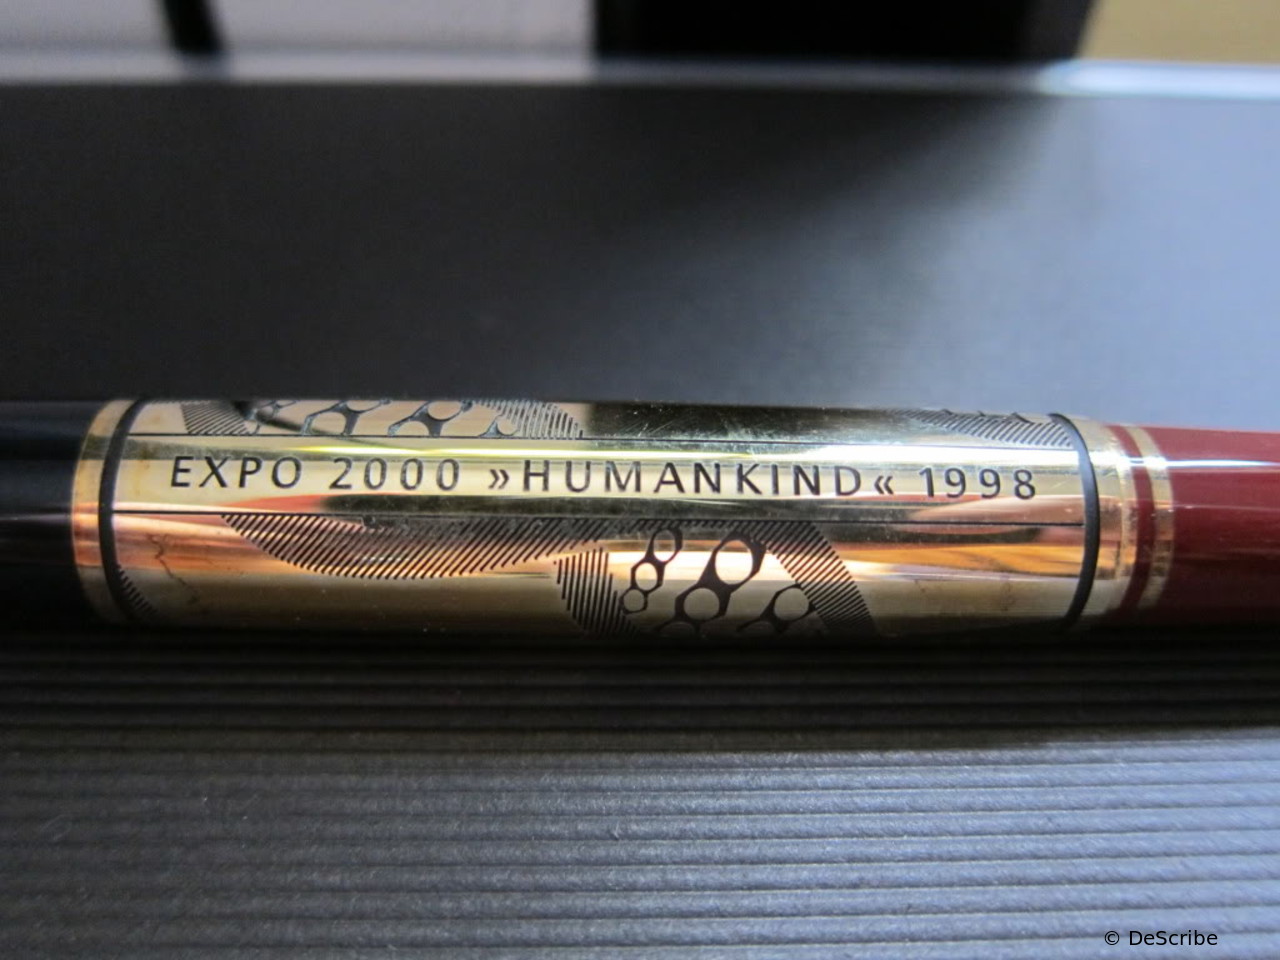 EXPO 2000 »HUMANKIND« 1998
© DeScribe